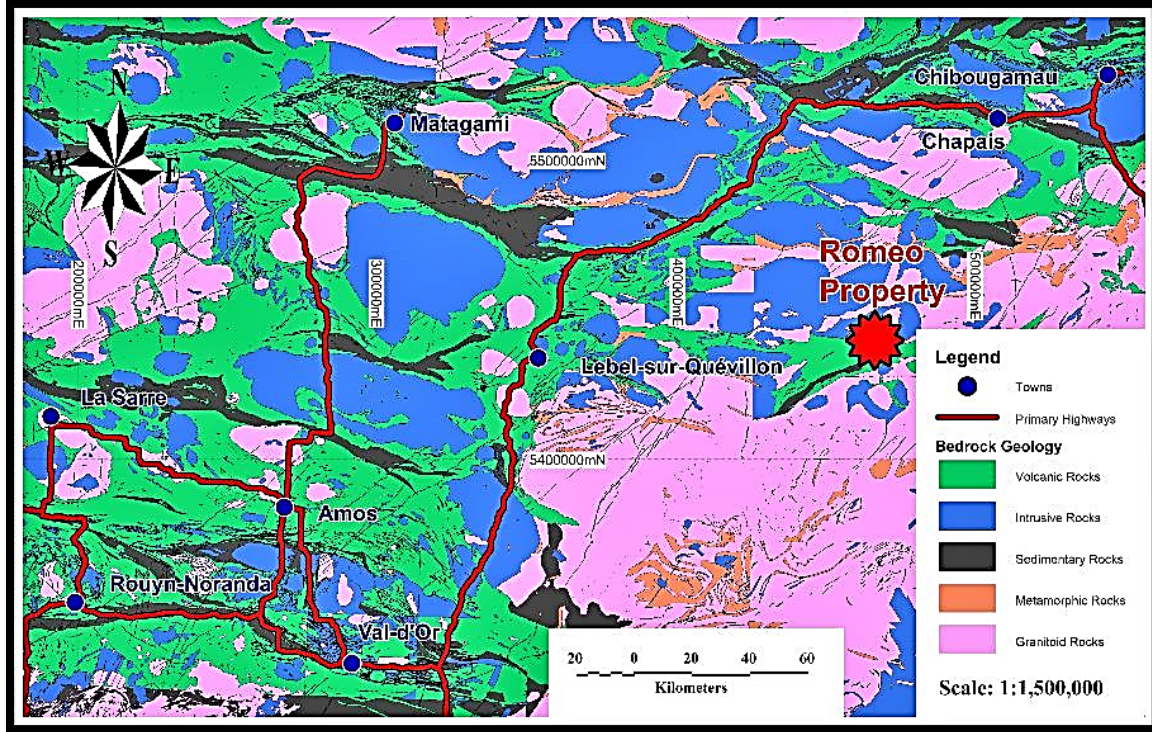 Chibougamau
N
Matagami
Chapais
W
E
5500000mN
S
Romeo
Property
200000mE
300000mE
400000mE
500000mE
Lebel-sur-Quévillon
La Sarre
5400000mN
Amos
Rouyn-Noranda
Val-d'Or
20 0 20 40 60
Kilometers
Legend
Towns
Primary Highways
Bedrock Geology
Volcanic Rocks
Intrusive Rocks
Sedimentary Rocks
Metamorphic Rocks
Granitoid Rocks
Scale: 1:1,500,000